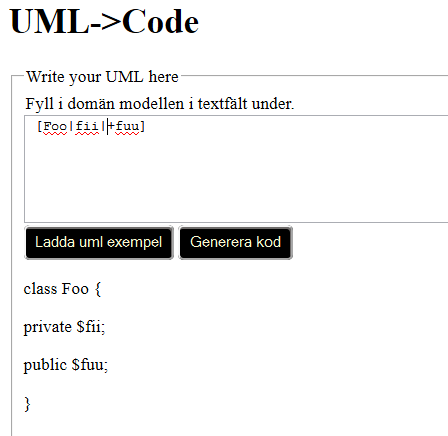 UML->Code
Write your UML here
Fyll i domän modellen i textfält under.
[Foo|fii|+fuu]
Ladda uml exempel Generera kod
class Foo {
private $fii;
public $fuu;
}